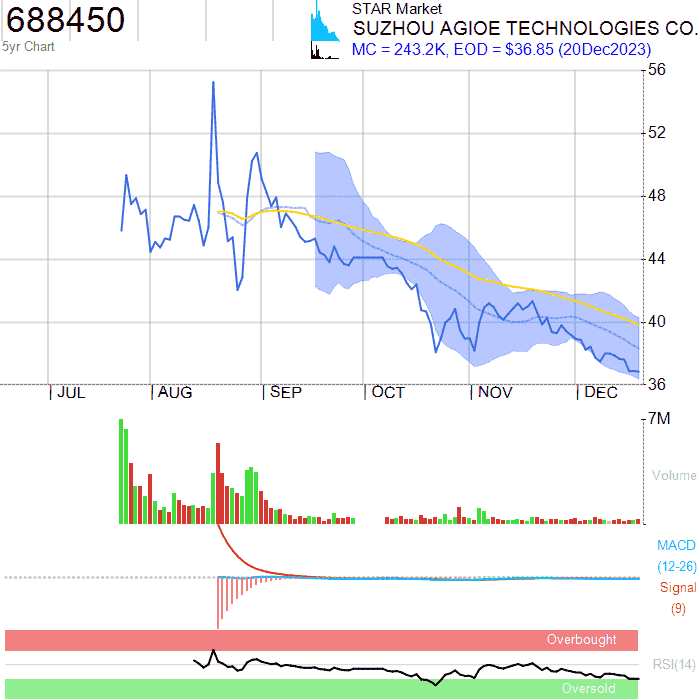 688450
5yr Chart
STAR Market
SUZHOU AGIOE TECHNOLOGIES CO.
MC = 243.2K, EOD = $36.85 (20Dec2023)
56
52
48
44
40
36
JUL
AUG
SEP
OCT
NOV
DEC
7M
Volume
MACD
(12-26)
Signal
(9)
Overbought
RSI(14)
Oversold